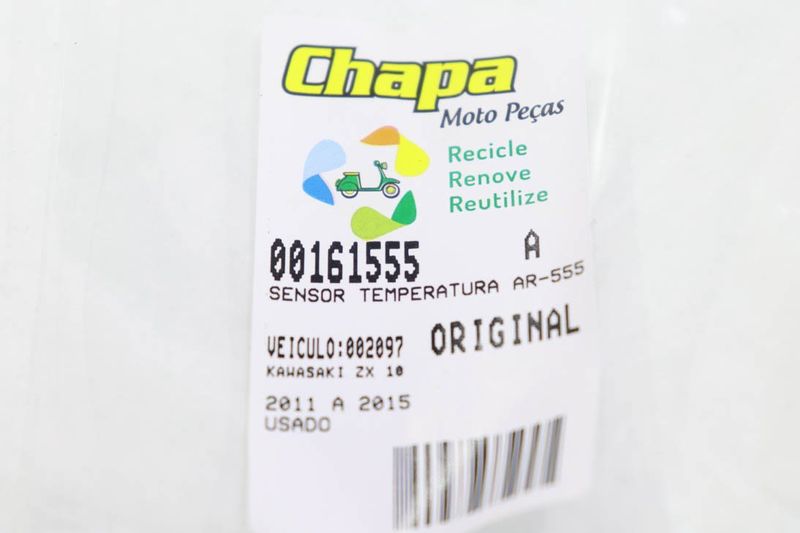 Chapa
Moto Peças
Recicle
Renove
Reutilize
00161555 A
SENSOR TEMPERATURA AR-555
VEICULO:002097 ORIGINAL
KAWASAKI ZX 10
2011 A 2015
USADO